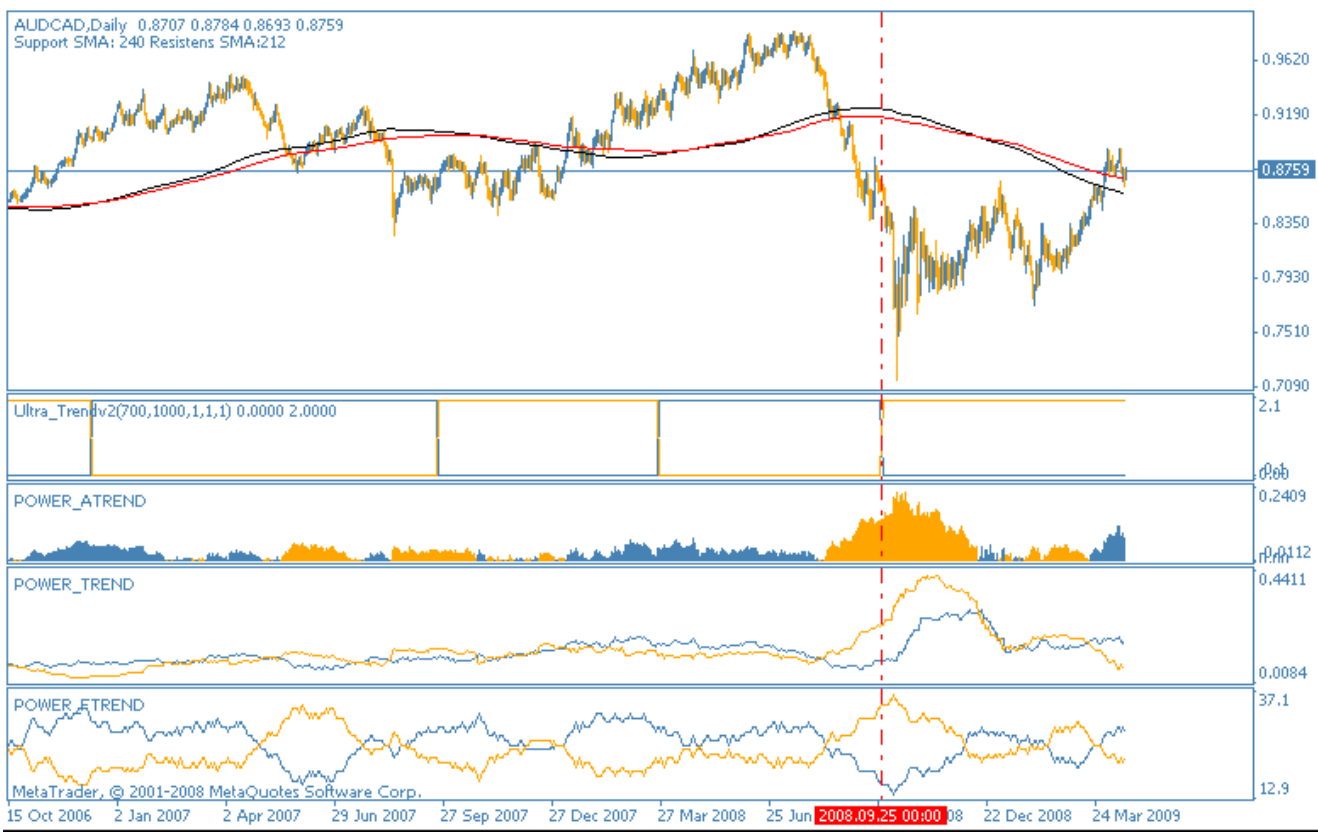 AUDCAD,Daily 0.8707 0.8784 0.8693 0.8759
Support SMA: 240 Resistens SMA:212
0.9620
0.9190
0.8759
0.8350
0.7930
0.7510
0.7090
Ultra_Trendv2(700,1000,1,1,1) 0.0000 2.0000
2.1
POWER_ATREND
0.2409
0.0112
POWER_TREND
0.4411
0.0084
POWER_FTREND
37.1
12.9
MetaTrader, © 2001-2008 MetaQuotes Software Corp.
15 Oct 2006 2 Jan 2007 2 Apr 2007 29 Jun 2007 27 Sep 2007 27 Dec 2007 27 Mar 2008 25 Jun 2008.09.25 00:00 08 22 Dec 2008 24 Mar 2009